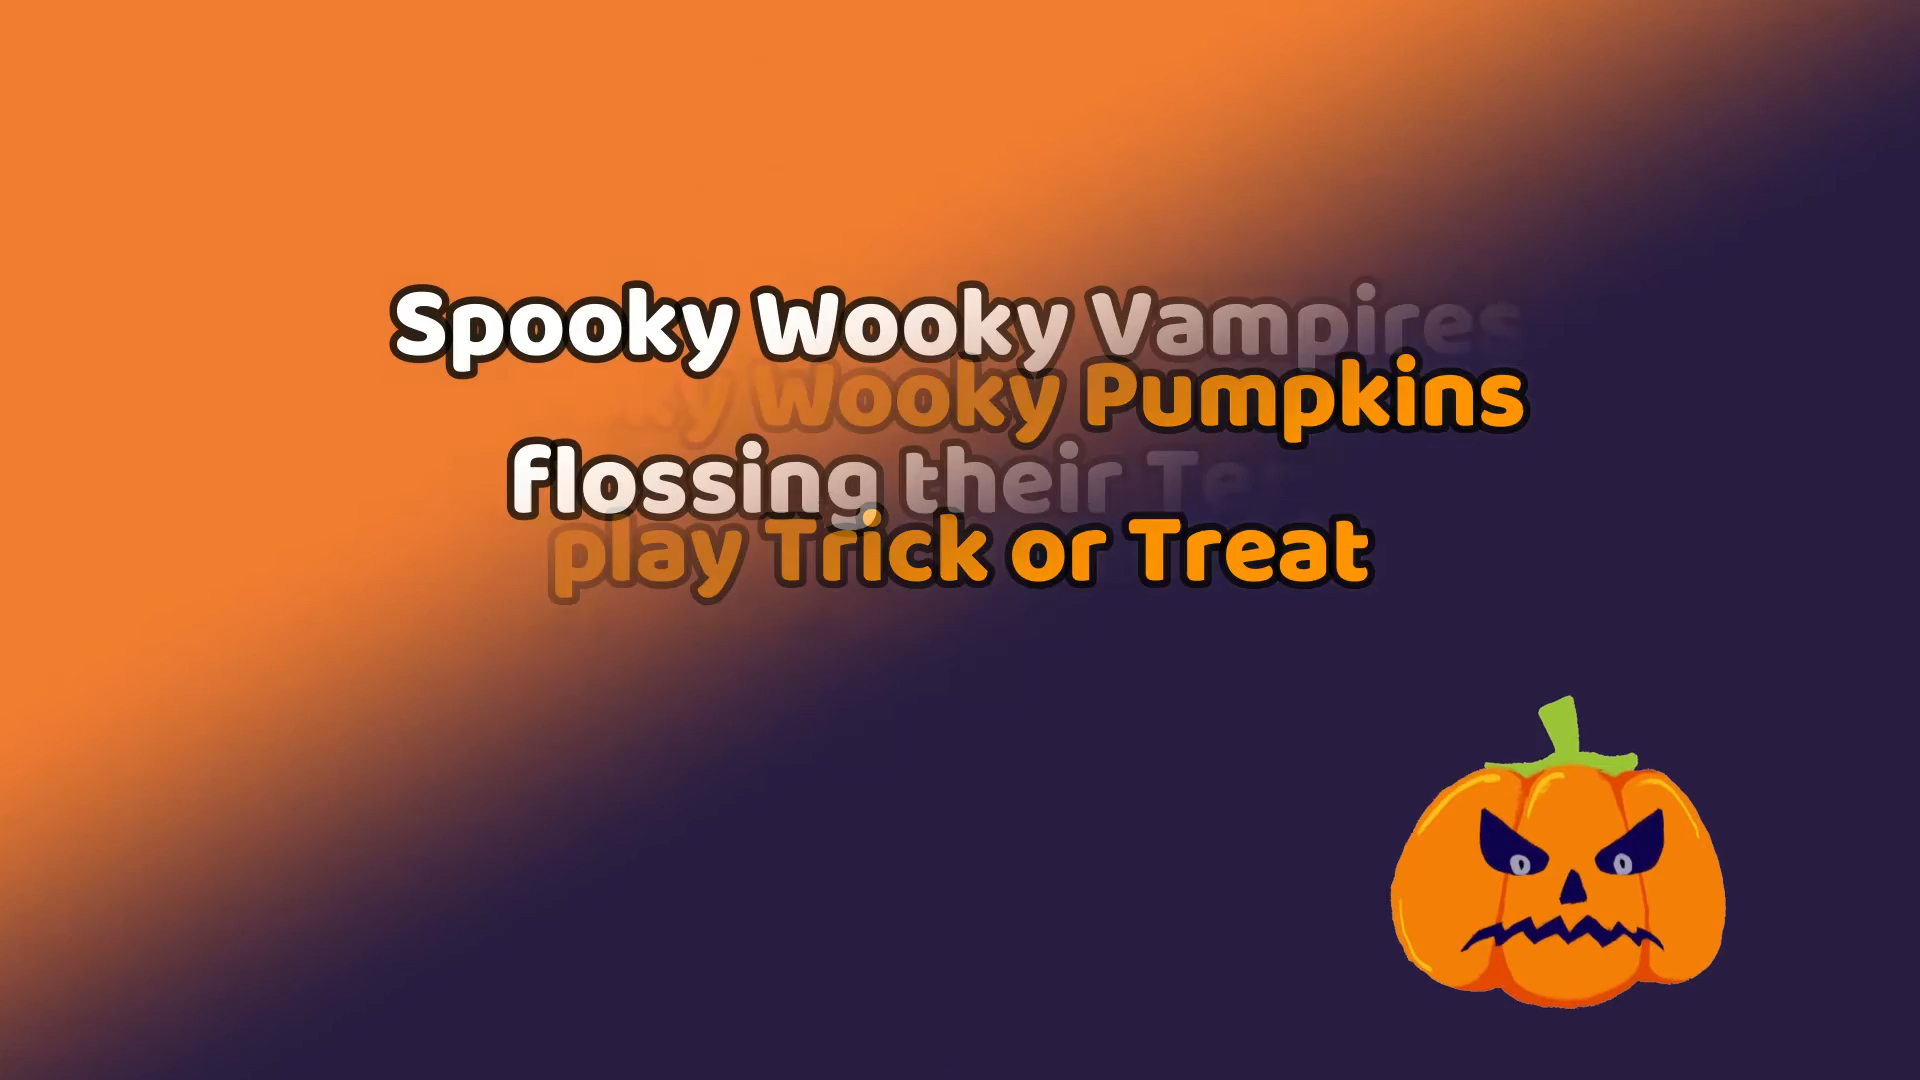 Spooky Wooky Vampires
Wooky Pumpkins
flossing their
play Trick or Treat